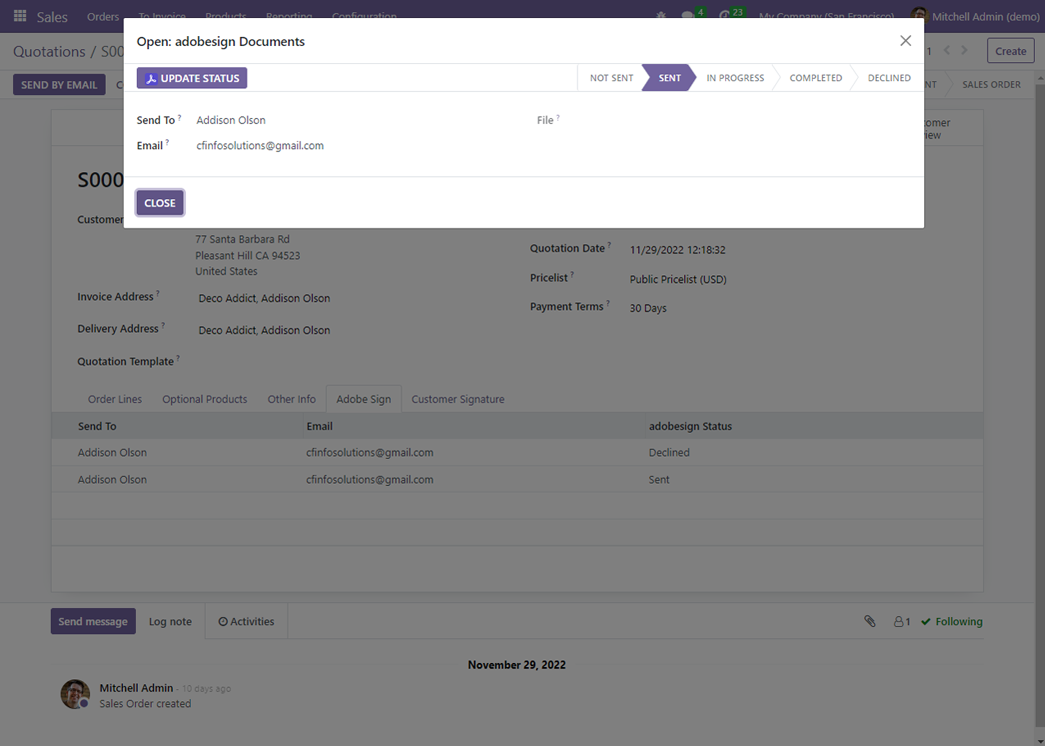 Sales Orders To Invoice Products Reporting Configuration 4 23 My Company (San Francisco) Mitchell Admin (demo)
Open: adobesign Documents
Quotations / S00
1
Create
UPDATE STATUS
NOT SENT SENT IN PROGRESS COMPLETED DECLINED
SEND BY EMAIL C
NT SALES ORDER
Send To ? Addison Olson
File ?
Email ? cfinfosolutions@gmail.com
omer
iew
S000
CLOSE
Customer
77 Santa Barbara Rd
Pleasant Hill CA 94523
United States
Quotation Date ? 11/29/2022 12:18:32
Pricelist ? Public Pricelist (USD)
Payment Terms ? 30 Days
Invoice Address ? Deco Addict, Addison Olson
Delivery Address ? Deco Addict, Addison Olson
Quotation Template ?
Order Lines Optional Products Other Info Adobe Sign Customer Signature
Send To Email adobesign Status
Addison Olson cfinfosolutions@gmail.com Declined
Addison Olson cfinfosolutions@gmail.com Sent
Send message Log note Activities 1 Following
November 29, 2022
Mitchell Admin - 10 days ago
Sales Order created